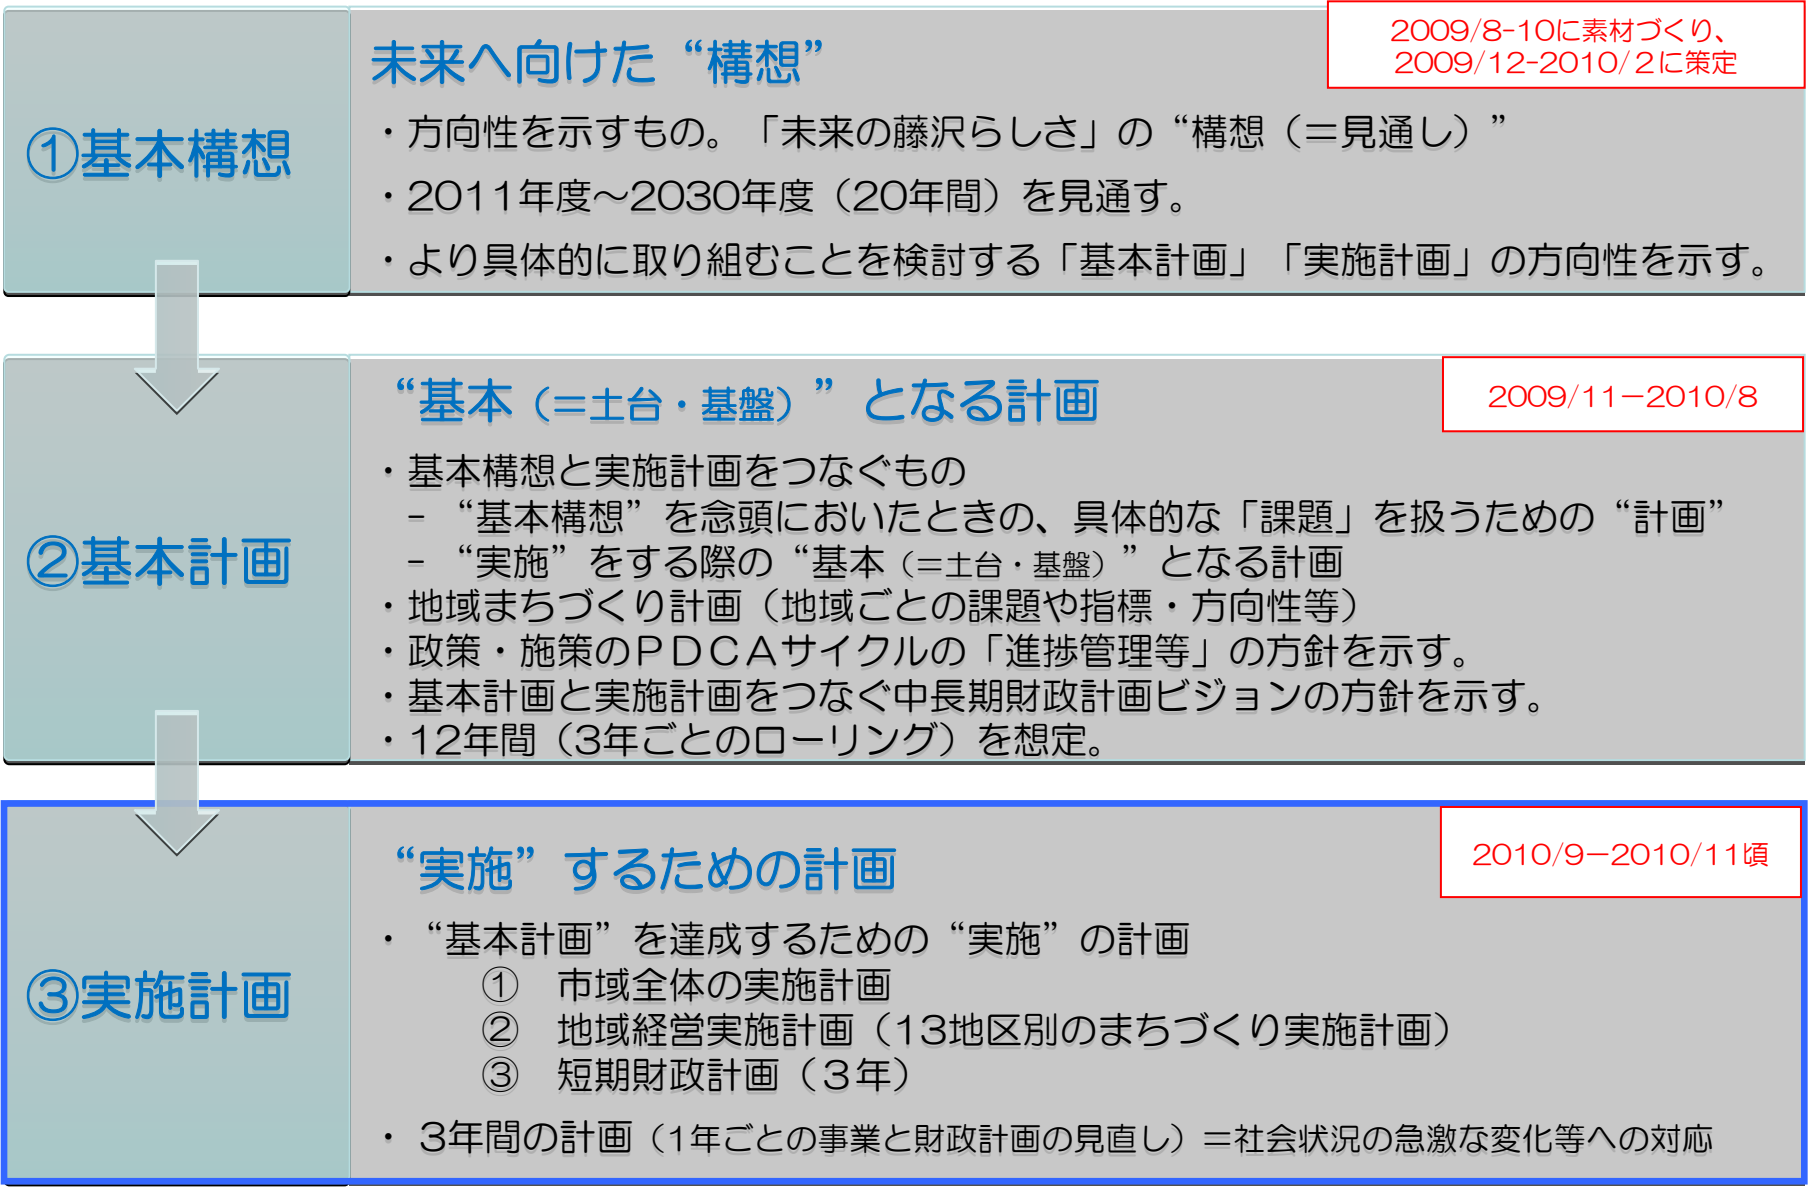 ①基本構想
未来へ向けた“構想”
2009/8-10に素材づくり、
2009/12-2010/２に策定
・方向性を示すもの。「未来の藤沢らしさ」の“構想（＝見通し）”
・2011年度～2030年度（20年間）を見通す。
・より具体的に取り組むことを検討する「基本計画」「実施計画」の方向性を示す。
②基本計画
“基本（＝土台・基盤）”となる計画
2009/11－2010/8
・基本構想と実施計画をつなぐもの
- “基本構想”を念頭においたときの、具体的な「課題」を扱うための“計画”
- “実施”をする際の“基本（＝土台・基盤）”となる計画
・地域まちづくり計画（地域ごとの課題や指標・方向性等）
・政策・施策のＰＤＣＡサイクルの「進捗管理等」の方針を示す。
・基本計画と実施計画をつなぐ中長期財政計画ビジョンの方針を示す。
・12年間（3年ごとのローリング）を想定。
③実施計画
“実施”するための計画
2010/9－2010/11頃
・“基本計画”を達成するための“実施”の計画
①　市域全体の実施計画
②　地域経営実施計画（13地区別のまちづくり実施計画）
③　短期財政計画（３年）
・ 3年間の計画（1年ごとの事業と財政計画の見直し）＝社会状況の急激な変化等への対応